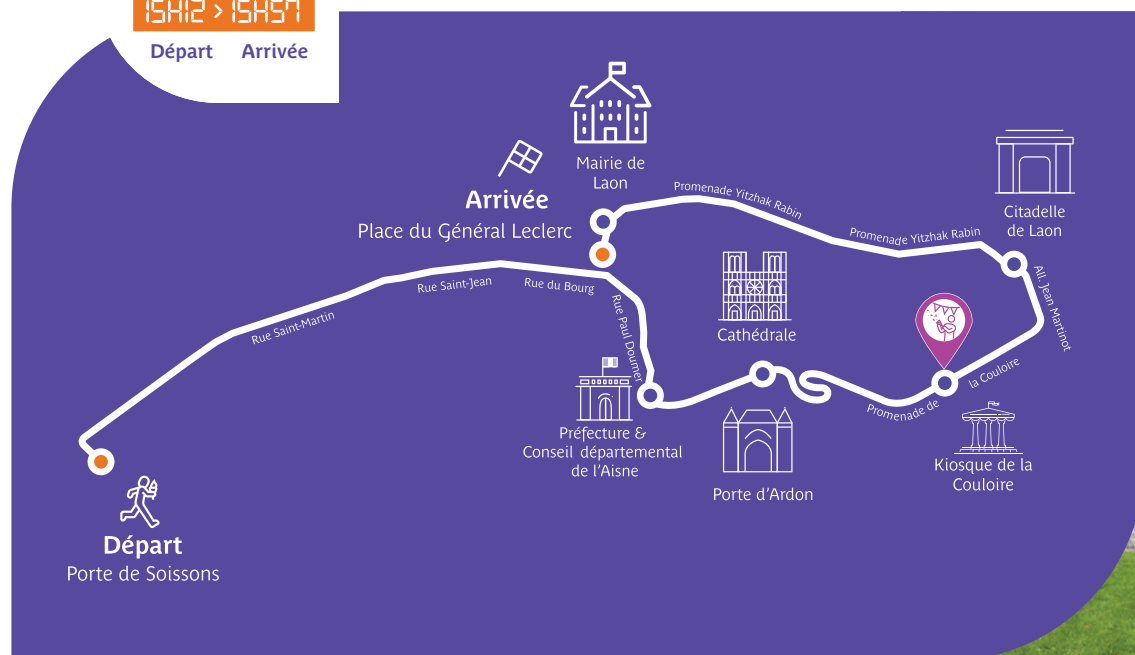 15H12 > 15H57
Départ Arrivée
Mairie de
Laon
Arrivée
Place du Général Leclerc
Promenade Yitzhak Rabin
Promenade Yitzhak Rabin
Citadelle
de Laon
All. Jean Martinot
Rue Saint-Martin
Rue Saint-Jean
Rue du Bourg
Rue Paul Doumer
Cathédrale
Promenade de
la Couloire
Préfecture &
Conseil départemental
de l'Aisne
Porte d'Ardon
Kiosque de la
Couloire
Départ
Porte de Soissons